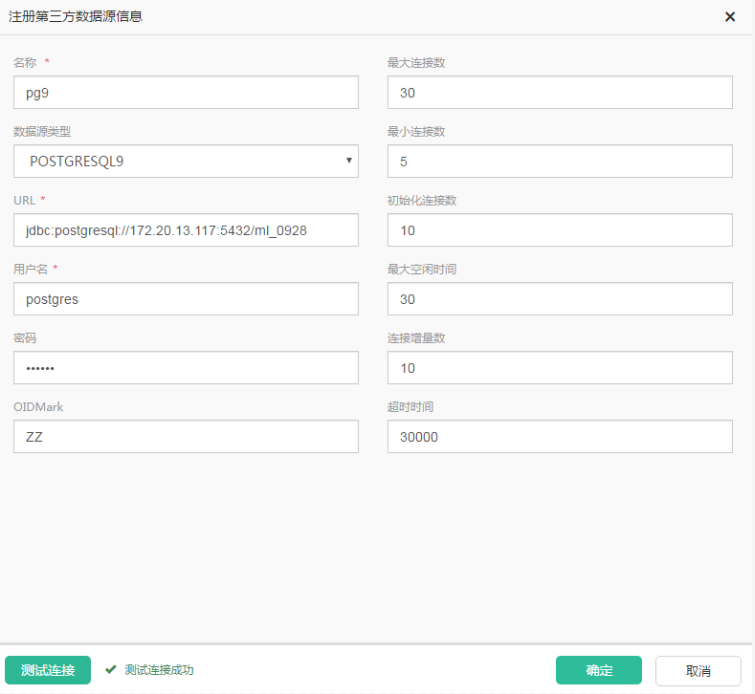 注册第三方数据源信息
名称 *
pg9
数据源类型
POSTGRESQL9
URL *
jdbc:postgresql://172.20.13.117:5432/ml_0928
用户名 *
postgres
密码
••••••
OIDMark
ZZ
最大连接数
30
最小连接数
5
初始化连接数
10
最大空闲时间
30
连接增量数
10
超时时间
30000
测试连接
测试连接成功
确定
取消